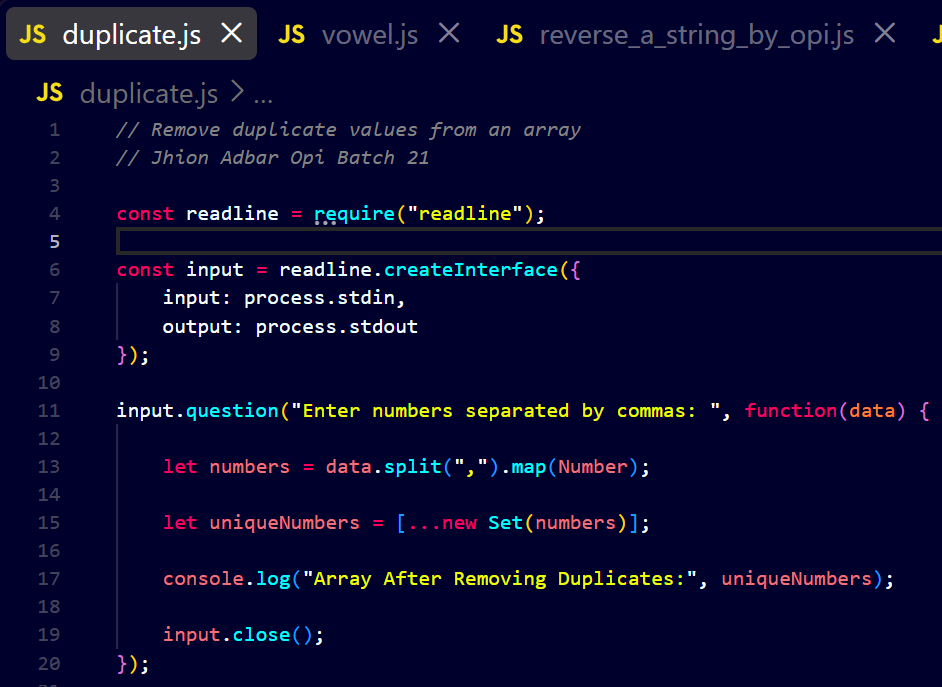 JS duplicate.js × JS vowel.js × JS reverse_a_string_by_opi.js ×
JS duplicate.js > ...
1 // Remove duplicate values from an array
2 // Jhion Adbar Opi Batch 21
3
4 const readline = require("readline");
5
6 const input = readline.createInterface({
7     input: process.stdin,
8     output: process.stdout
9 });
10
11 input.question("Enter numbers separated by commas: ", function(data) {
12
13     let numbers = data.split(",").map(Number);
14
15     let uniqueNumbers = [...new Set(numbers)];
16
17     console.log("Array After Removing Duplicates:", uniqueNumbers);
18
19     input.close();
20 });